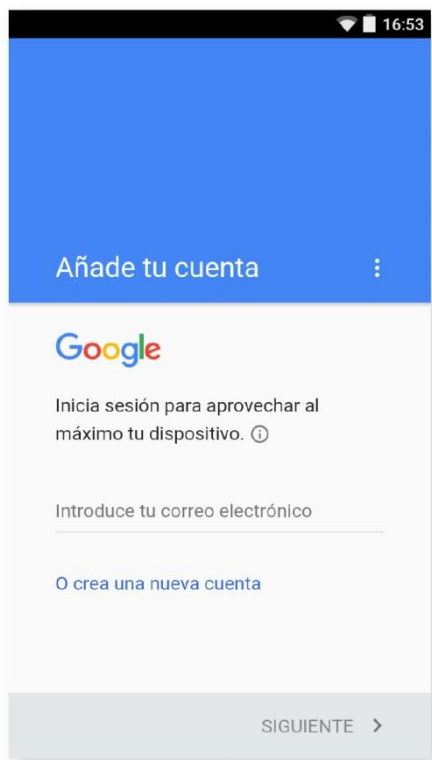 16:53
Añade tu cuenta
Google
Inicia sesión para aprovechar al
máximo tu dispositivo.
Introduce tu correo electrónico
O crea una nueva cuenta
SIGUIENTE